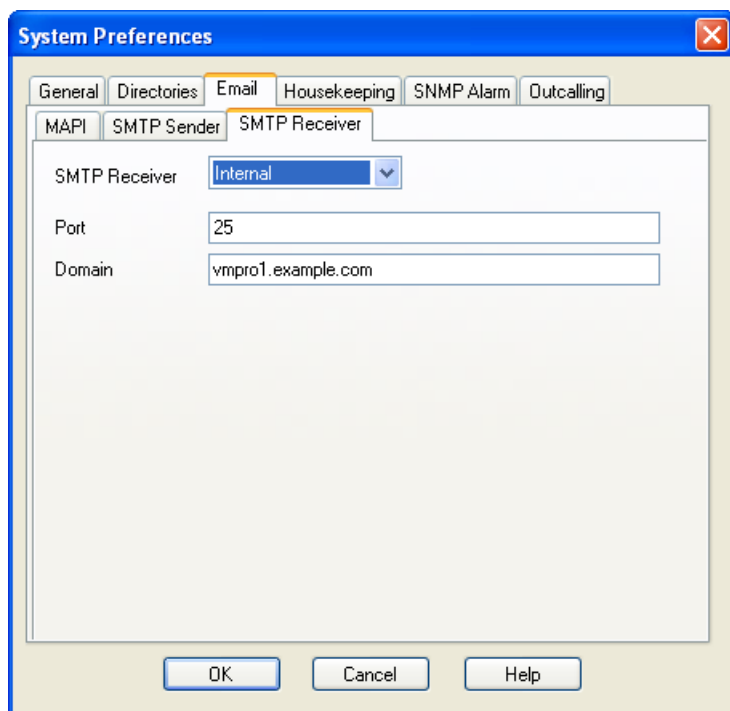 System Preferences
General Directories Email Housekeeping SNMP Alarm Outcalling
MAPI SMTP Sender SMTP Receiver
SMTP Receiver Internal
Port 25
Domain vmpro1.example.com
OK Cancel Help